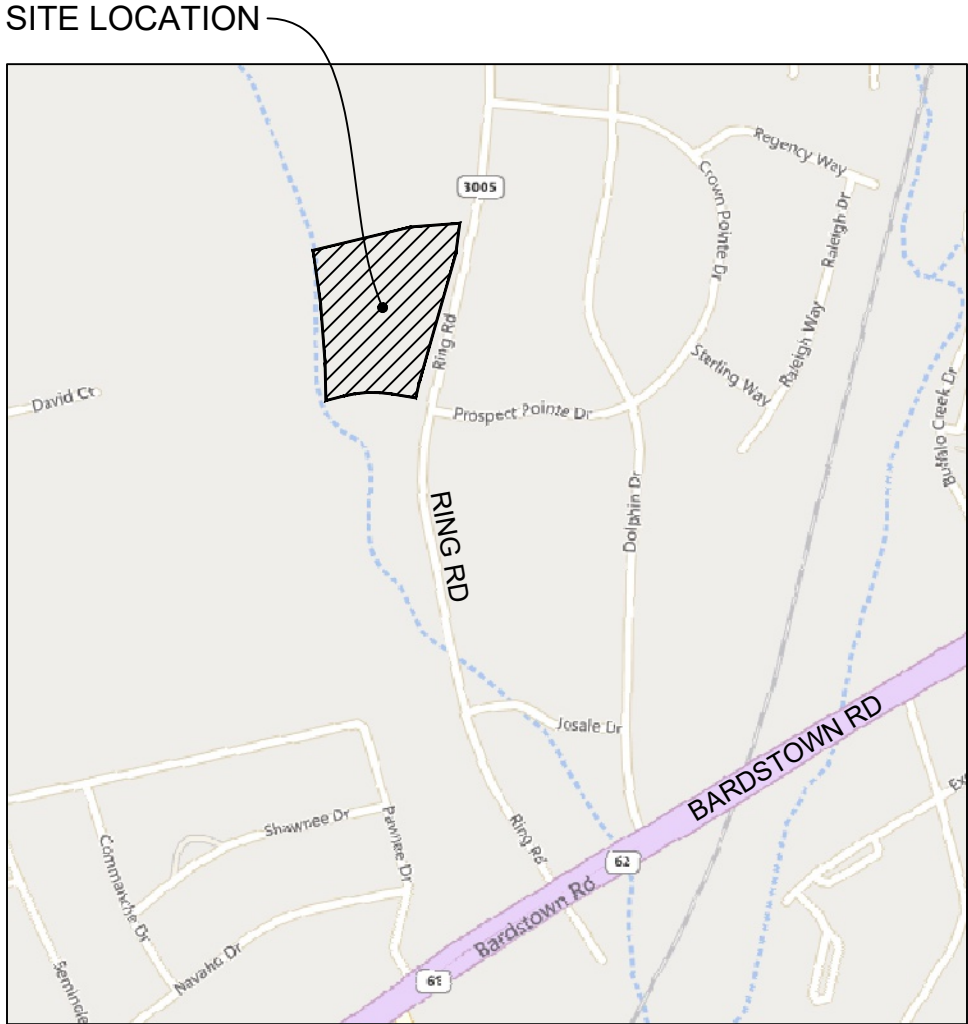 SITE LOCATION
Regency Way
Crown Pointe Dr
3005
Raleigh Dr
Ring Rd
Raleigh Way
Sterling Way
David Ct
Prospect Pointe Dr
Buffalo Creek Dr
RING RD
Dolphin Dr
Josale Dr
BARDSTOWN RD
Shawnee Dr
Pawnee Dr
Ring Rd
Commanche Dr
62
Bardstown Rd
Navaho Dr
Seminole